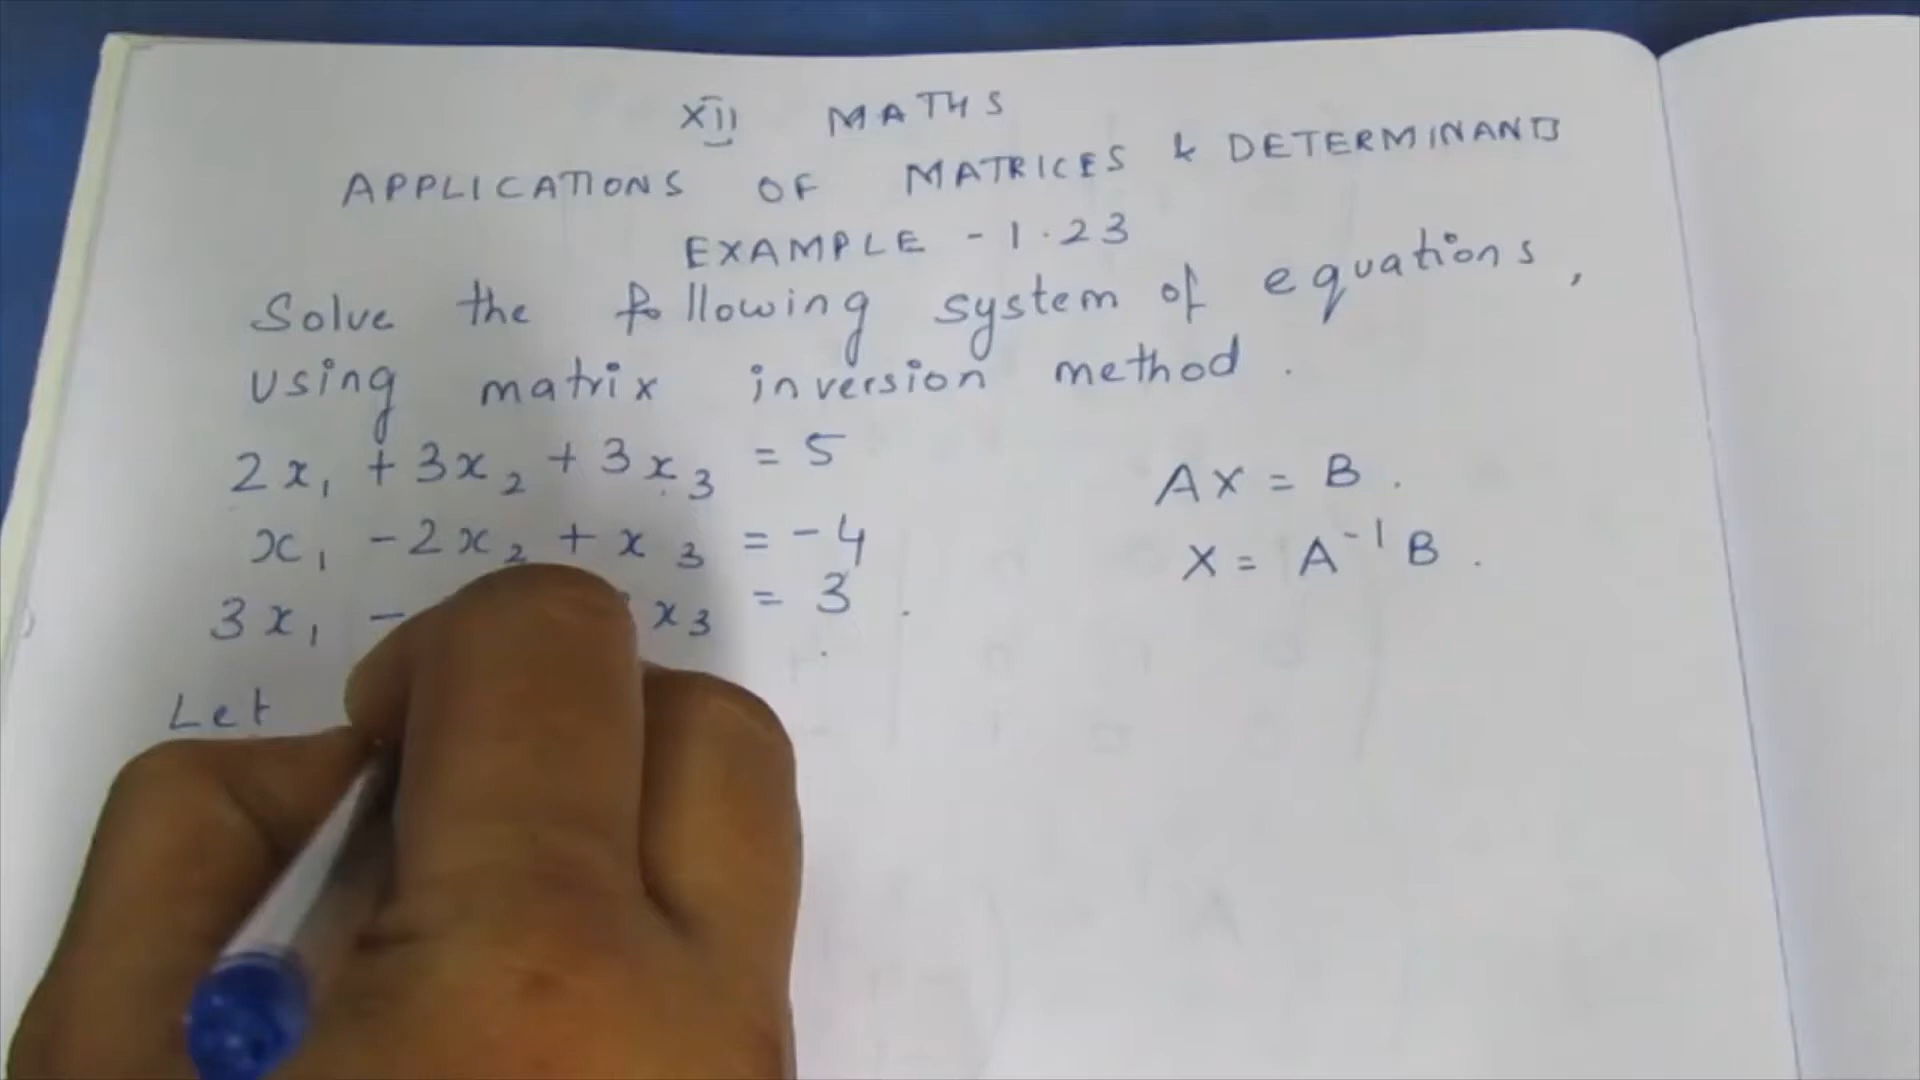 XII MATHS
APPLICATIONS OF MATRICES & DETERMINANTS
EXAMPLE - 1.23
Solve the following system of equations,
using matrix inversion method.
2x₁ + 3x₂ + 3x₃ = 5
x₁ - 2x₂ + x₃ = -4
3x₁ - x₃ = 3.
AX = B.
X = A⁻¹B.
Let